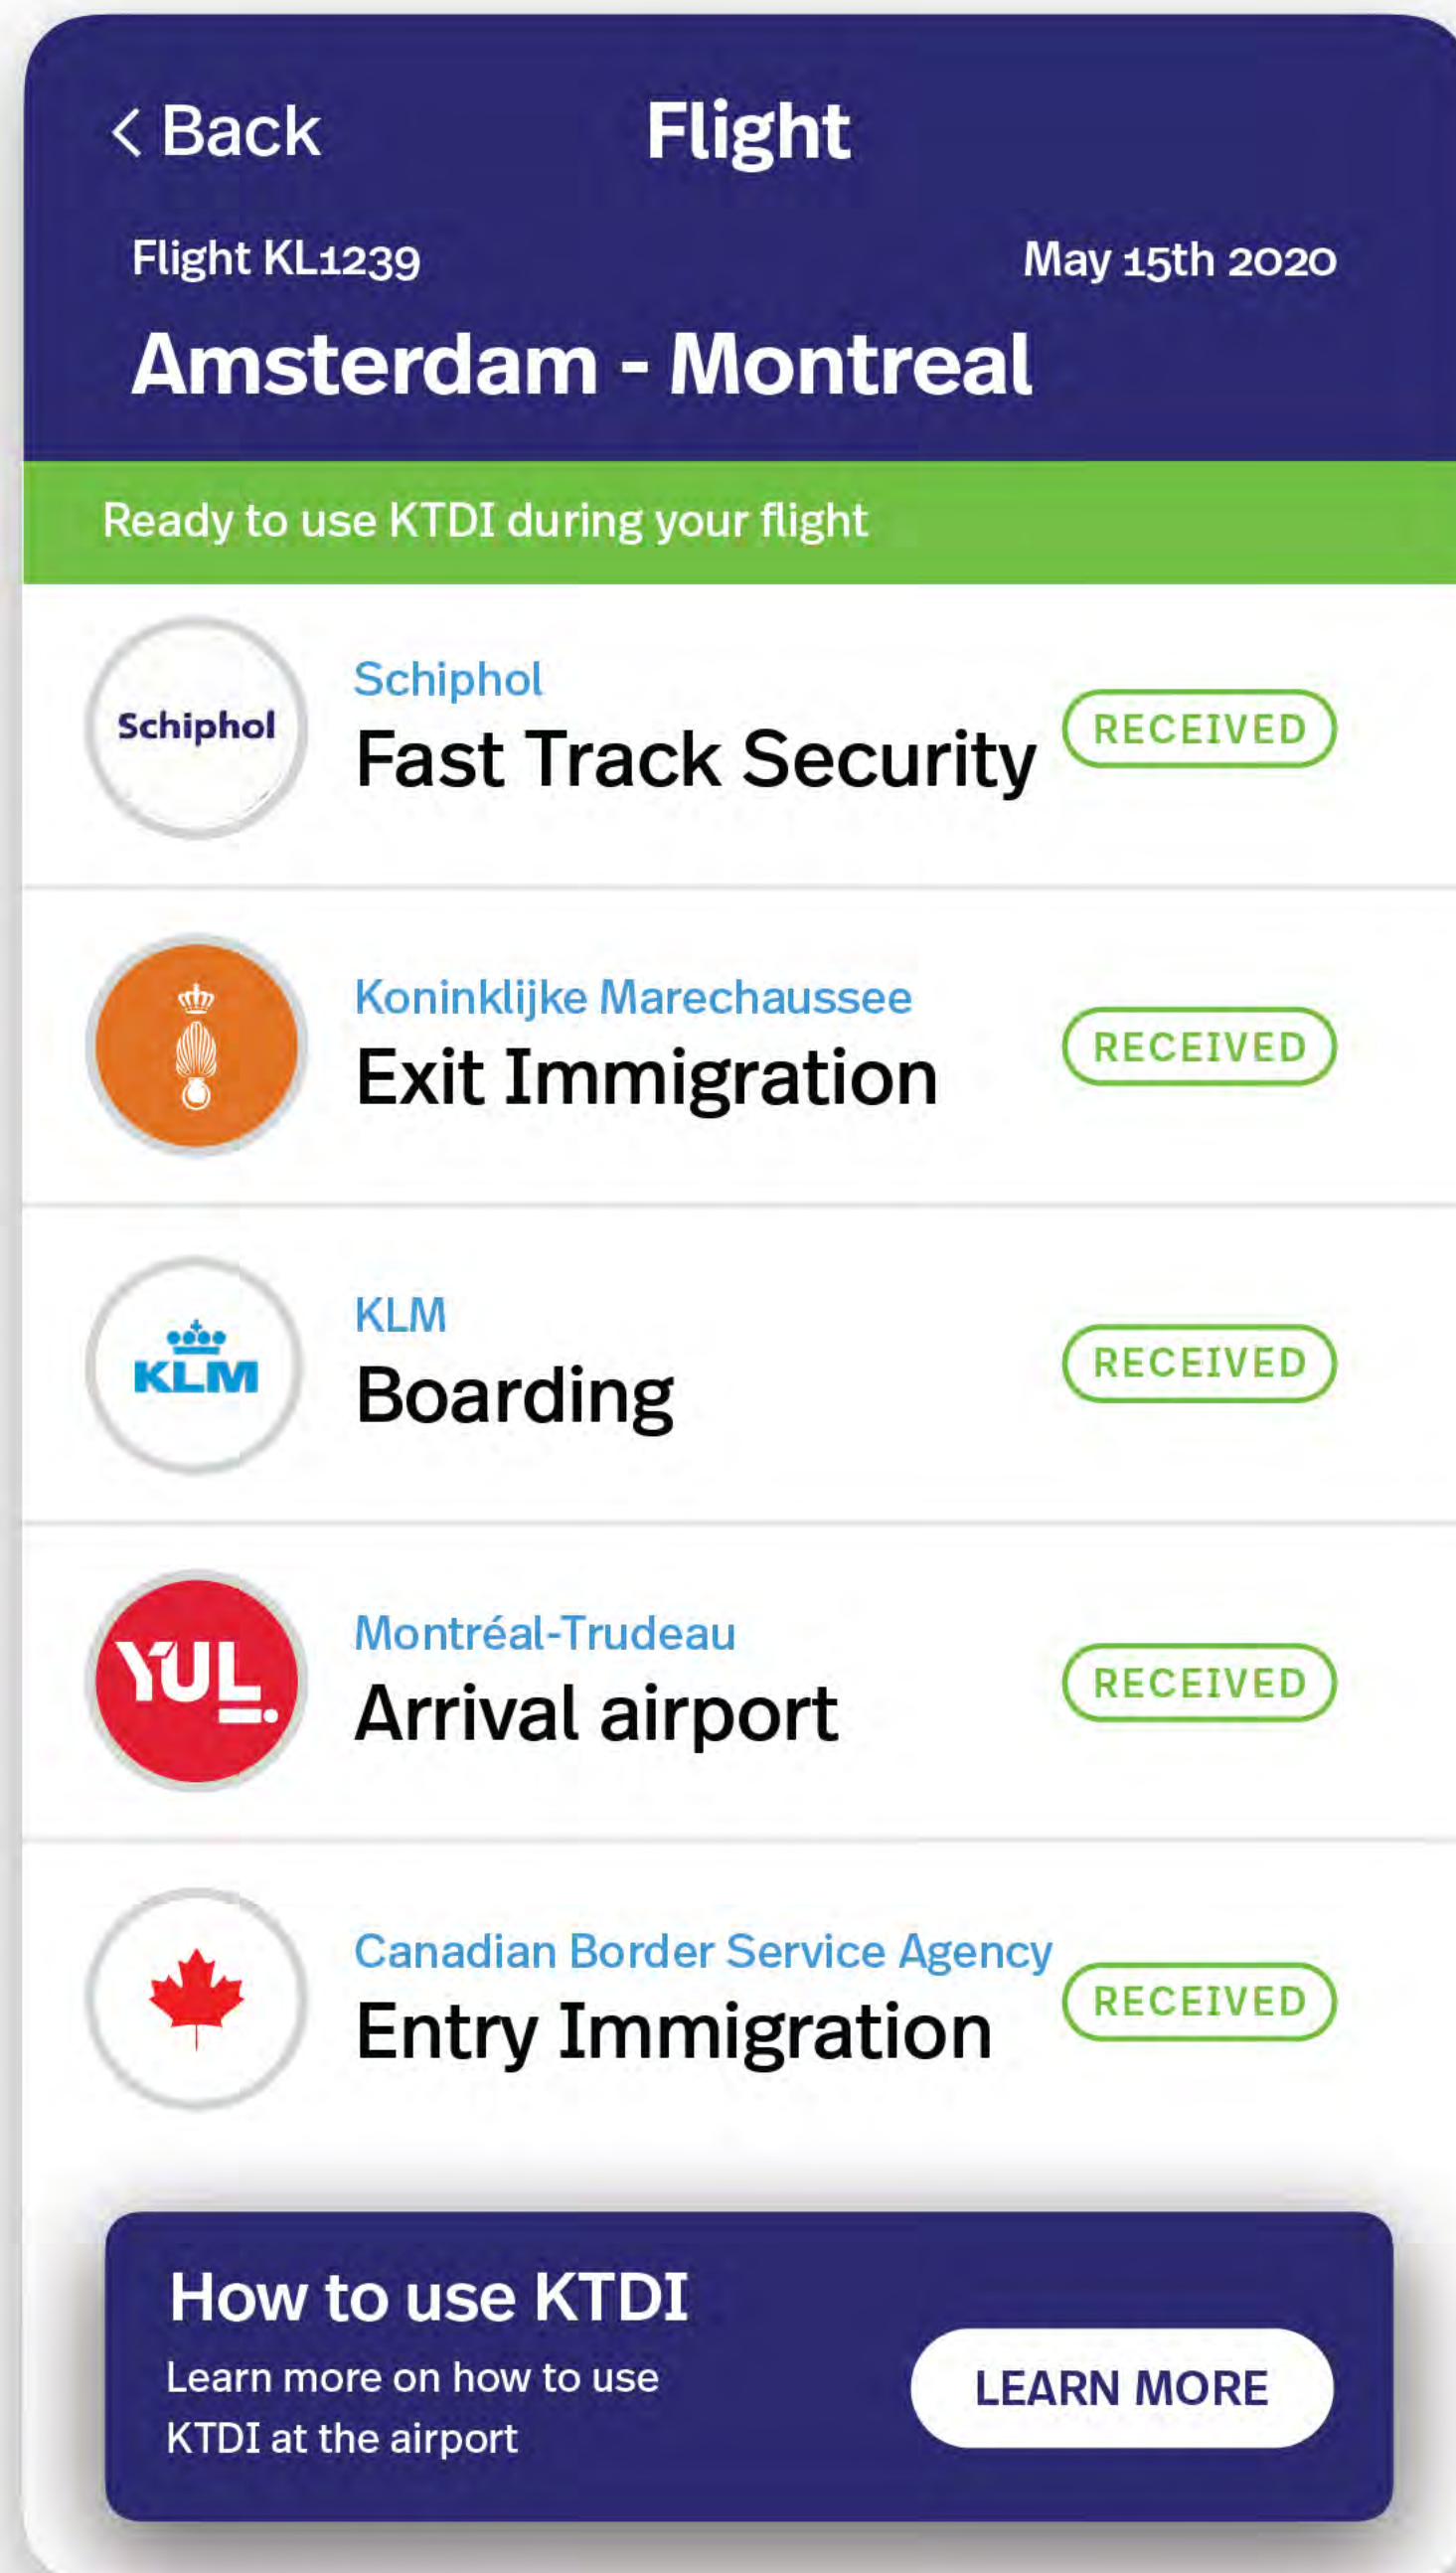 Back
Flight
Flight KL1239
May 15th 2020
Amsterdam - Montreal
Ready to use KTDI during your flight
Schiphol
Schiphol
Fast Track Security
RECEIVED
Koninklijke Marechaussee
Exit Immigration
RECEIVED
KLM
KLM
Boarding
RECEIVED
YUL
Montréal-Trudeau
Arrival airport
RECEIVED
Canadian Border Service Agency
Entry Immigration
RECEIVED
How to use KTDI
Learn more on how to use
KTDI at the airport
LEARN MORE